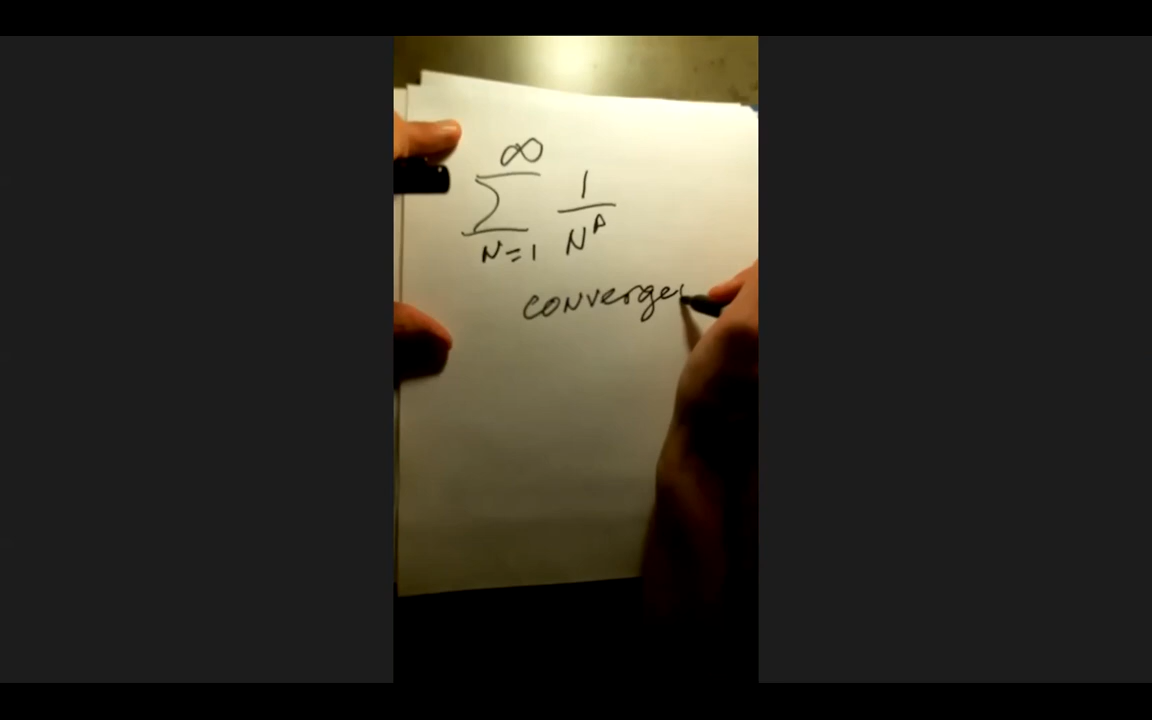 ∞
∑ 1/N^P
N=1
converge